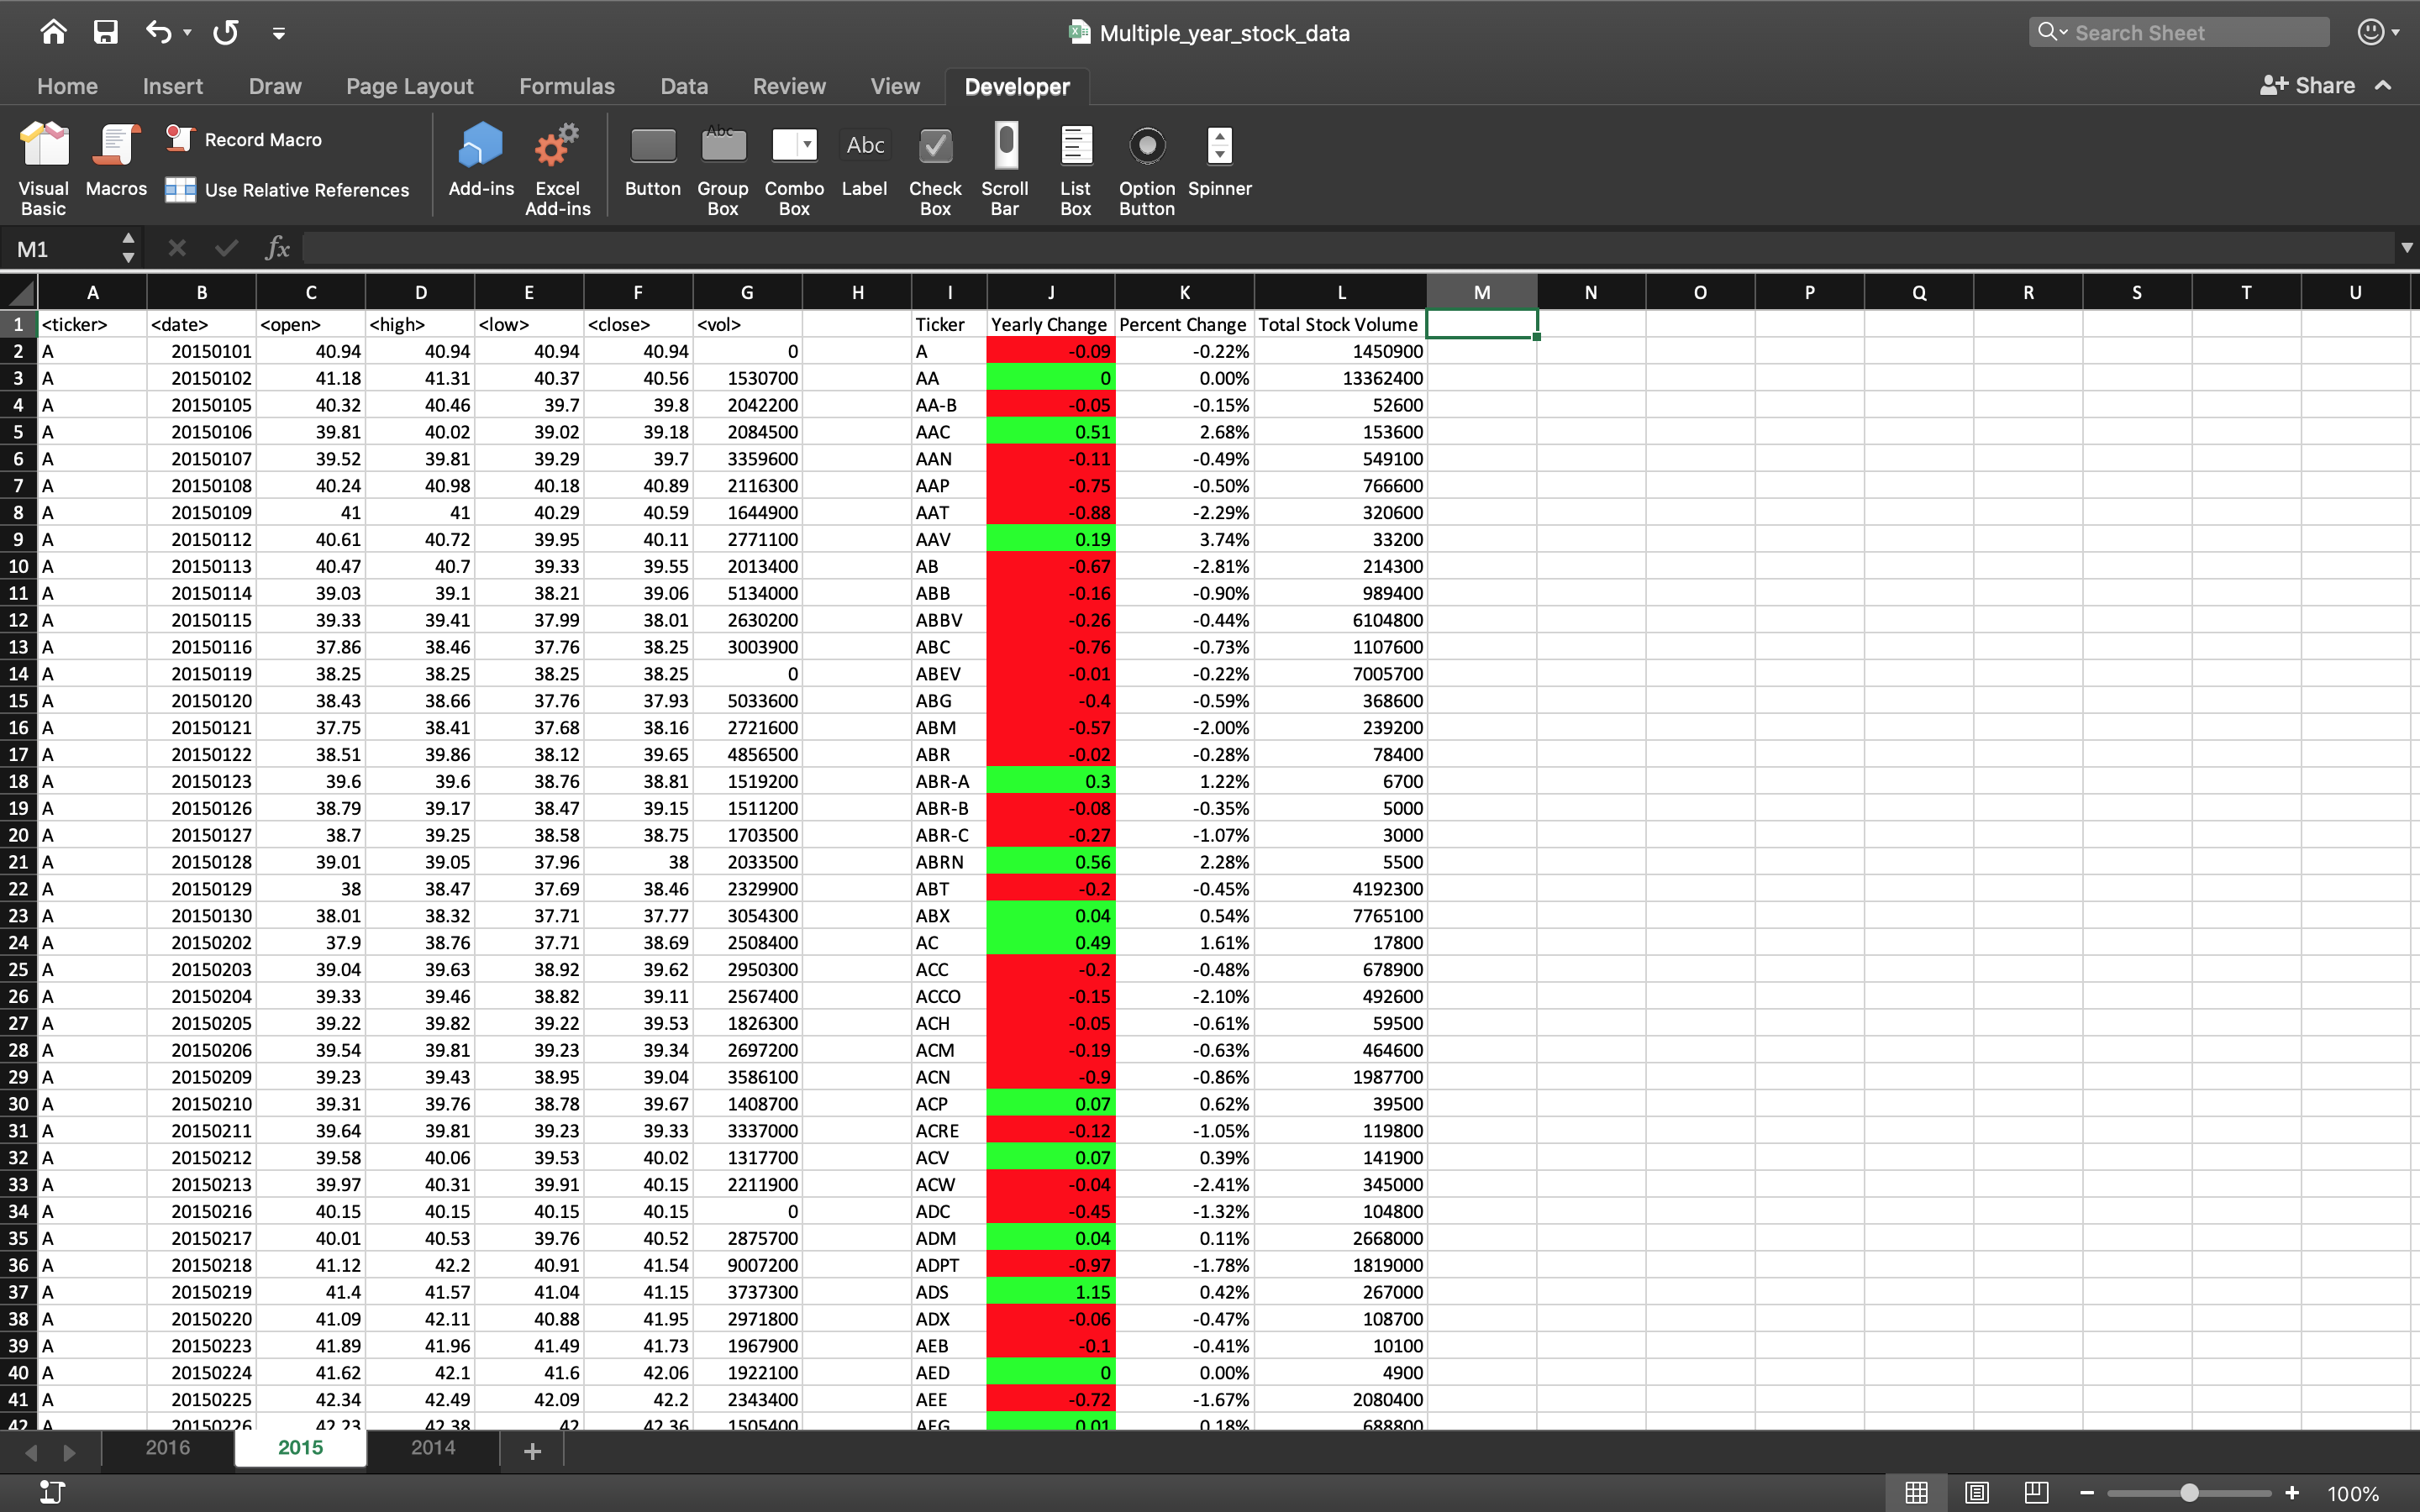 Multiple_year_stock_data
Search Sheet
Home Insert Draw Page Layout Formulas Data Review View Developer Share
Visual Basic
Macros
Record Macro
Use Relative References
Add-ins
Excel Add-ins
Button
Group Box
Combo Box
Label
Check Box
Scroll Bar
List Box
Option Button
Spinner
Abc
Abc
M1 fx
A B C D E F G H I J K L M N O P Q R S T U
1 <ticker> <date> <open> <high> <low> <close> <vol> Ticker Yearly Change Percent Change Total Stock Volume
2 A 20150101 40.94 40.94 40.94 40.94 0 A -0.09 -0.22% 1450900
3 A 20150102 41.18 41.31 40.37 40.56 1530700 AA 0 0.00% 13362400
4 A 20150105 40.32 40.46 39.7 39.8 2042200 AA-B -0.05 -0.15% 52600
5 A 20150106 39.81 40.02 39.02 39.18 2084500 AAC 0.51 2.68% 153600
6 A 20150107 39.52 39.81 39.29 39.7 3359600 AAN -0.11 -0.49% 549100
7 A 20150108 40.24 40.98 40.18 40.89 2116300 AAP -0.75 -0.50% 766600
8 A 20150109 41 41 40.29 40.59 1644900 AAT -0.88 -2.29% 320600
9 A 20150112 40.61 40.72 39.95 40.11 2771100 AAV 0.19 3.74% 33200
10 A 20150113 40.47 40.7 39.33 39.55 2013400 AB -0.67 -2.81% 214300
11 A 20150114 39.03 39.1 38.21 39.06 5134000 ABB -0.16 -0.90% 989400
12 A 20150115 39.33 39.41 37.99 38.01 2630200 ABBV -0.26 -0.44% 6104800
13 A 20150116 37.86 38.46 37.76 38.25 3003900 ABC -0.76 -0.73% 1107600
14 A 20150119 38.25 38.25 38.25 38.25 0 ABEV -0.01 -0.22% 7005700
15 A 20150120 38.43 38.66 37.76 37.93 5033600 ABG -0.4 -0.59% 368600
16 A 20150121 37.75 38.41 37.68 38.16 2721600 ABM -0.57 -2.00% 239200
17 A 20150122 38.51 39.86 38.12 39.65 4856500 ABR -0.02 -0.28% 78400
18 A 20150123 39.6 39.6 38.76 38.81 1519200 ABR-A 0.3 1.22% 6700
19 A 20150126 38.79 39.17 38.47 39.15 1511200 ABR-B -0.08 -0.35% 5000
20 A 20150127 38.7 39.25 38.58 38.75 1703500 ABR-C -0.27 -1.07% 3000
21 A 20150128 39.01 39.05 37.96 38 2033500 ABRN 0.56 2.28% 5500
22 A 20150129 38 38.47 37.69 38.46 2329900 ABT -0.2 -0.45% 4192300
23 A 20150130 38.01 38.32 37.71 37.77 3054300 ABX 0.04 0.54% 7765100
24 A 20150202 37.9 38.76 37.71 38.69 2508400 AC 0.49 1.61% 17800
25 A 20150203 39.04 39.63 38.92 39.62 2950300 ACC -0.2 -0.48% 678900
26 A 20150204 39.33 39.46 38.82 39.11 2567400 ACCO -0.15 -2.10% 492600
27 A 20150205 39.22 39.82 39.22 39.53 1826300 ACH -0.05 -0.61% 59500
28 A 20150206 39.54 39.81 39.23 39.34 2697200 ACM -0.19 -0.63% 464600
29 A 20150209 39.23 39.43 38.95 39.04 3586100 ACN -0.9 -0.86% 1987700
30 A 20150210 39.31 39.76 38.78 39.67 1408700 ACP 0.07 0.62% 39500
31 A 20150211 39.64 39.81 39.23 39.33 3337000 ACRE -0.12 -1.05% 119800
32 A 20150212 39.58 40.06 39.53 40.02 1317700 ACV 0.07 0.39% 141900
33 A 20150213 39.97 40.31 39.91 40.15 2211900 ACW -0.04 -2.41% 345000
34 A 20150216 40.15 40.15 40.15 40.15 0 ADC -0.45 -1.32% 104800
35 A 20150217 40.01 40.53 39.76 40.52 2875700 ADM 0.04 0.11% 2668000
36 A 20150218 41.12 42.2 40.91 41.54 9007200 ADPT -0.97 -1.78% 1819000
37 A 20150219 41.4 41.57 41.04 41.15 3737300 ADS 1.15 0.42% 267000
38 A 20150220 41.09 42.11 40.88 41.95 2971800 ADX -0.06 -0.47% 108700
39 A 20150223 41.89 41.96 41.49 41.73 1967900 AEB -0.1 -0.41% 10100
40 A 20150224 41.62 42.1 41.6 42.06 1922100 AED 0 0.00% 4900
41 A 20150225 42.34 42.49 42.09 42.2 2343400 AEE -0.72 -1.67% 2080400
42 A 20150226 42.23 42.38 42 42.36 1505400 AEG 0.01 0.18% 688800
2016 2015 2014
100%